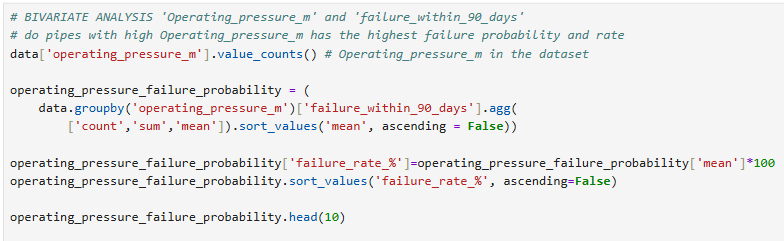 # BIVARIATE ANALYSIS 'Operating_pressure_m' and 'failure_within_90_days'
# do pipes with high Operating_pressure_m has the highest failure probability and rate
data['operating_pressure_m'].value_counts() # Operating_pressure_m in the dataset
operating_pressure_failure_probability = (
    data.groupby('operating_pressure_m')['failure_within_90_days'].agg(
        ['count','sum','mean']).sort_values('mean', ascending = False))
operating_pressure_failure_probability['failure_rate_%']=operating_pressure_failure_probability['mean']*100
operating_pressure_failure_probability.sort_values('failure_rate_%', ascending=False)
operating_pressure_failure_probability.head(10)